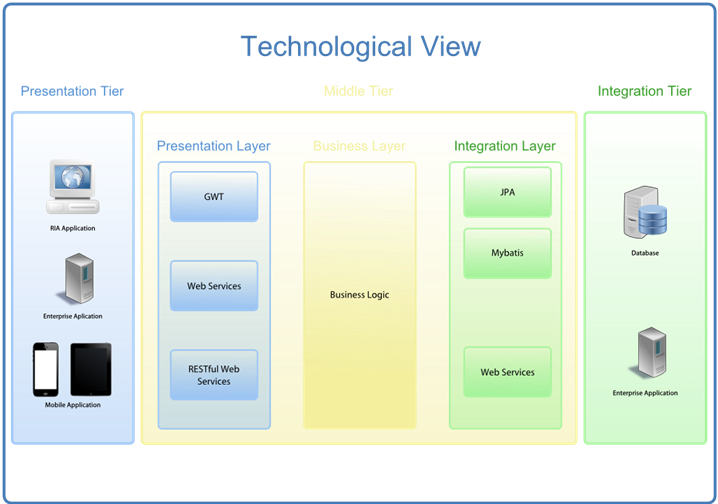 Technological View
Presentation Tier
Middle Tier
Integration Tier
Presentation Layer
Business Layer
Integration Layer
RIA Application
Enterprise Aplication
Mobile Application
GWT
Web Services
RESTful Web
Services
Business Logic
JPA
Mybatis
Web Services
Database
Enterprise Application